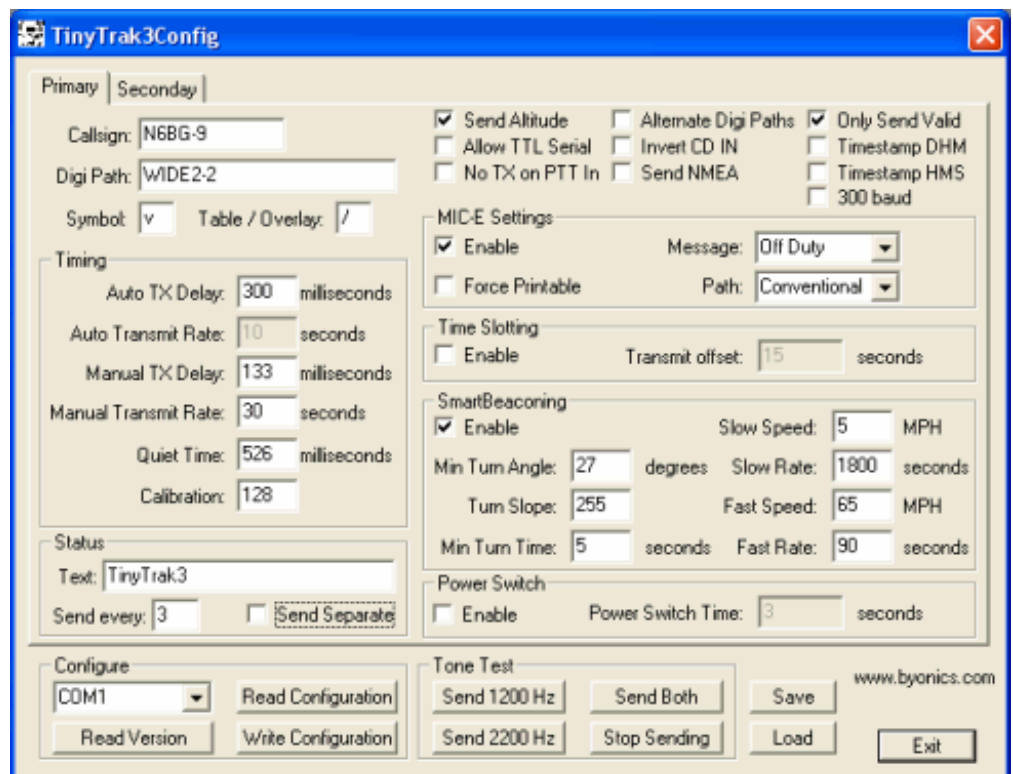 TinyTrak3Config
Primary
Seconday
Callsign: N6BG-9
Digi Path: WIDE2-2
Symbol: v Table / Overlay: /
Send Altitude
Alternate Digi Paths
Only Send Valid
Allow TTL Serial
Invert CD IN
Timestamp DHM
No TX on PTT In
Send NMEA
Timestamp HMS
300 baud
Timing
Auto TX Delay: 300 milliseconds
Auto Transmit Rate: 10 seconds
Manual TX Delay: 133 milliseconds
Manual Transmit Rate: 30 seconds
Quiet Time: 526 milliseconds
Calibration: 128
MIC-E Settings
Enable
Message: Off Duty
Force Printable
Path: Conventional
Time Slotting
Enable
Transmit offset: 15 seconds
SmartBeaconing
Enable
Slow Speed: 5 MPH
Min Turn Angle: 27 degrees
Slow Rate: 1800 seconds
Turn Slope: 255
Fast Speed: 65 MPH
Min Turn Time: 5 seconds
Fast Rate: 90 seconds
Status
Text: TinyTrak3
Send every: 3
Send Separate
Power Switch
Enable
Power Switch Time: 3 seconds
Configure
COM1
Read Configuration
Read Version
Write Configuration
Tone Test
Send 1200 Hz
Send Both
Send 2200 Hz
Stop Sending
Save
Load
www.byonics.com
Exit